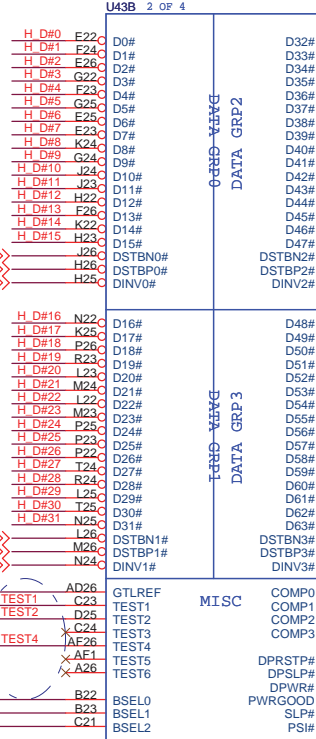 U43B 2 OF 4
H_D#0 E22 D0# D32#
H_D#1 F24 D1# D33#
H_D#2 E26 D2# D34#
H_D#3 G22 D3# D35#
H_D#4 F23 D4# D36#
H_D#5 G25 D5# D37#
H_D#6 E25 D6# D38#
H_D#7 E23 D7# D39#
H_D#8 K24 D8# D40#
H_D#9 G24 D9# D41#
H_D#10 J24 D10# D42#
H_D#11 J23 D11# D43#
H_D#12 H22 D12# D44#
H_D#13 F26 D13# D45#
H_D#14 K22 D14# D46#
H_D#15 H23 D15# D47#
J26 DSTBN0# DSTBN2#
H26 DSTBP0# DSTBP2#
H25 DINV0# DINV2#
DATA GRP0
DATA GRP2
H_D#16 N22 D16# D48#
H_D#17 K25 D17# D49#
H_D#18 P26 D18# D50#
H_D#19 R23 D19# D51#
H_D#20 L23 D20# D52#
H_D#21 M24 D21# D53#
H_D#22 L22 D22# D54#
H_D#23 M23 D23# D55#
H_D#24 P25 D24# D56#
H_D#25 P23 D25# D57#
H_D#26 P22 D26# D58#
H_D#27 T24 D27# D59#
H_D#28 R24 D28# D60#
H_D#29 L25 D29# D61#
H_D#30 T25 D30# D62#
H_D#31 N25 D31# D63#
L26 DSTBN1# DSTBN3#
M26 DSTBP1# DSTBP3#
N24 DINV1# DINV3#
DATA GRP1
DATA GRP3
AD26 GTLREF COMP0
TEST1 C23 TEST1 MISC COMP1
TEST2 D25 TEST2 COMP2
C24 TEST3 COMP3
TEST4 AF26 TEST4
AF1 TEST5 DPRSTP#
A26 TEST6 DPSLP#
DPWR#
B22 BSEL0 PWRGOOD
B23 BSEL1 SLP#
C21 BSEL2 PSI#